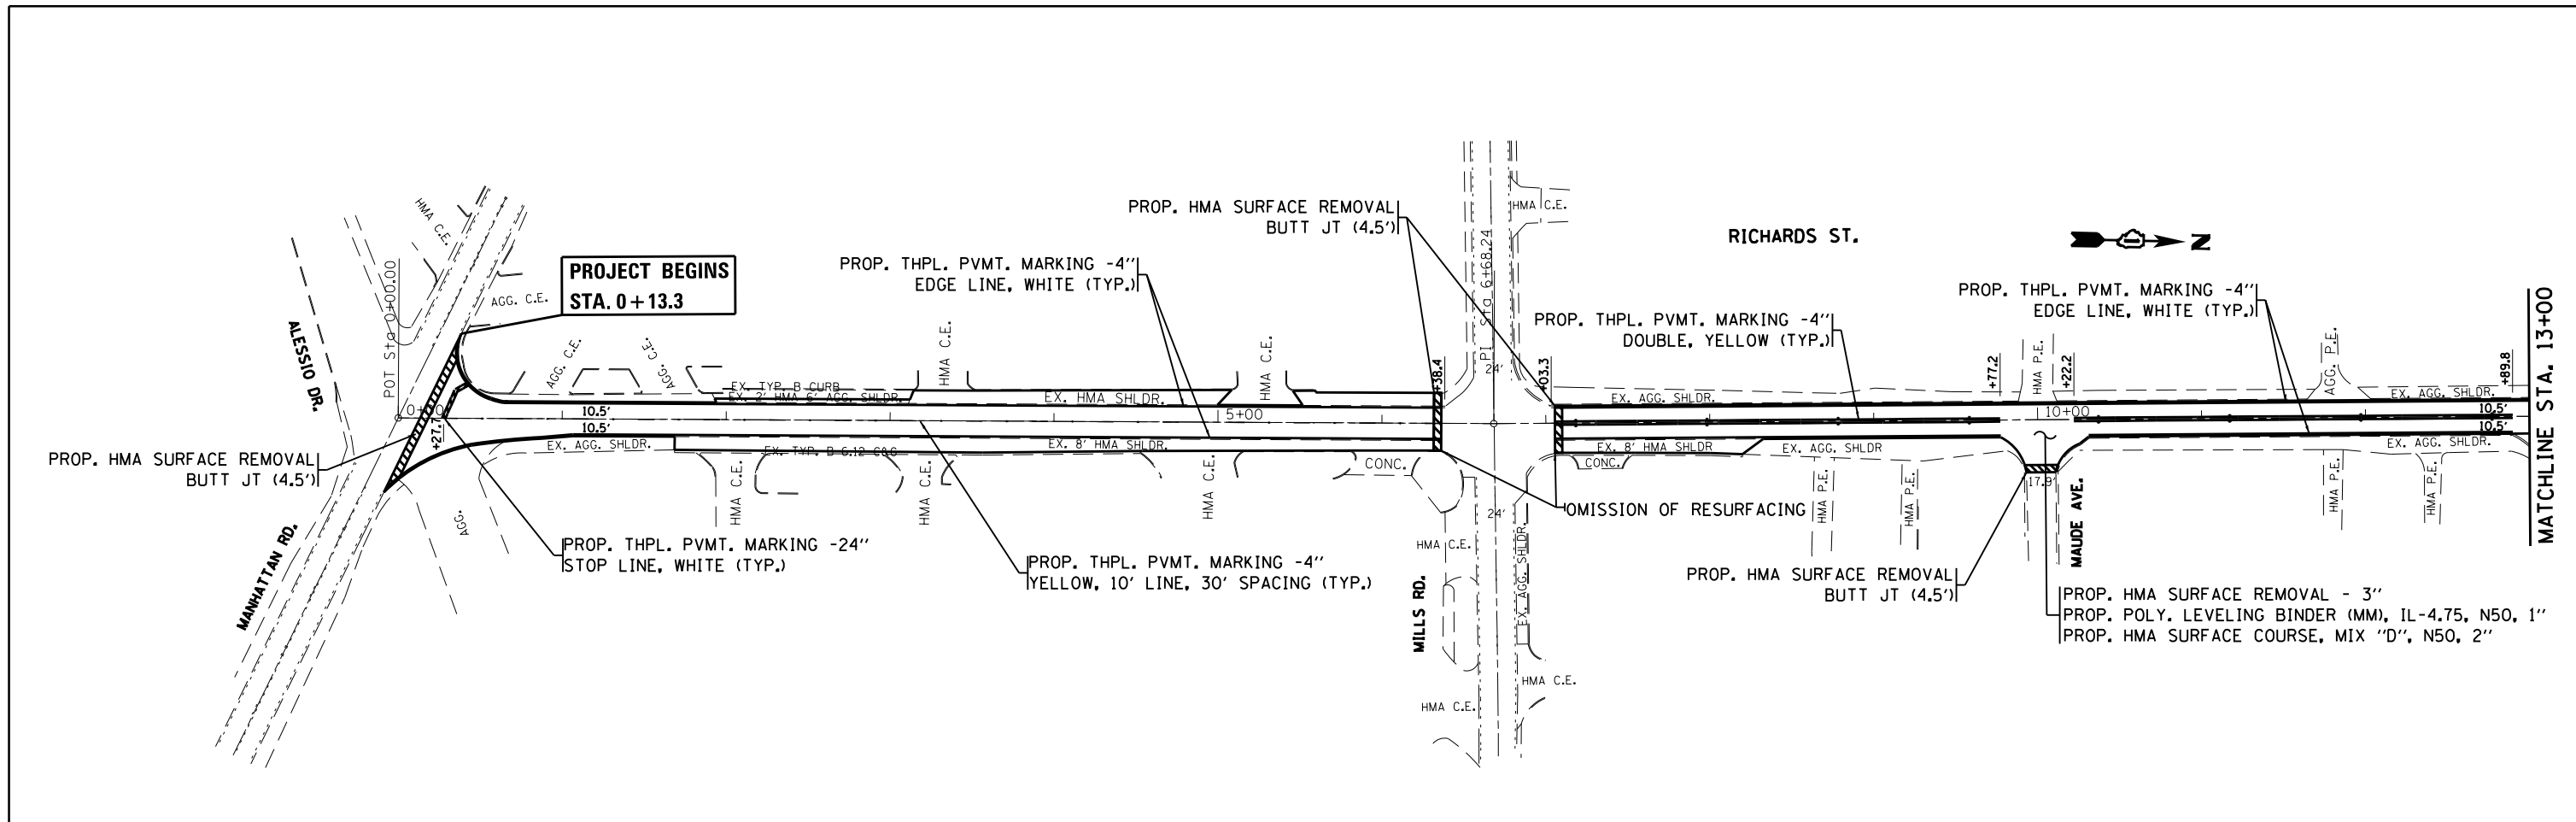 PROP. HMA SURFACE REMOVAL
BUTT JT (4.5')
RICHARDS ST.
N
PROJECT BEGINS
STA. 0+13.3
PROP. THPL. PVMT. MARKING -4"
EDGE LINE, WHITE (TYP.)
PROP. THPL. PVMT. MARKING -4"
DOUBLE, YELLOW (TYP.)
PROP. THPL. PVMT. MARKING -4"
EDGE LINE, WHITE (TYP.)
MATCHLINE STA. 13+00
HMA C.E.
AGG. C.E.
POT Sta 0+00.00
ALESSIO DR.
AGG. C.E.
AGG. C.E.
HMA C.E.
HMA C.E.
HMA C.E.
PI Sta 6+68.24
24'
+38.4
+03.3
+77.2
HMA P.E.
+22.2
AGG. P.E.
+89.8
EX. TYP. B CURB
EX. 2' HMA 6' AGG. SHLDR.
EX. HMA SHLDR.
EX. AGG. SHLDR.
EX. AGG. SHLDR.
10.5'
10.5'
5+00
10+00
10.5'
10.5'
+27.7
EX. AGG. SHLDR.
EX. TYP. B-6.12 C&G
EX. 8' HMA SHLDR.
EX. 8' HMA SHLDR
EX. AGG. SHLDR
EX. AGG. SHLDR.
CONC.
CONC.
PROP. HMA SURFACE REMOVAL
BUTT JT (4.5')
AGG.
HMA C.E.
HMA C.E.
HMA C.E.
24'
17.9'
HMA P.E.
HMA P.E.
HMA P.E.
HMA P.E.
OMISSION OF RESURFACING
MANHATTAN RD.
PROP. THPL. PVMT. MARKING -24"
STOP LINE, WHITE (TYP.)
PROP. THPL. PVMT. MARKING -4"
YELLOW, 10' LINE, 30' SPACING (TYP.)
HMA C.E.
EX. AGG. SHLDR.
MILLS RD.
MAUDE AVE.
PROP. HMA SURFACE REMOVAL
BUTT JT (4.5')
PROP. HMA SURFACE REMOVAL - 3"
PROP. POLY. LEVELING BINDER (MM), IL-4.75, N50, 1"
PROP. HMA SURFACE COURSE, MIX "D", N50, 2"
HMA C.E.
HMA C.E.